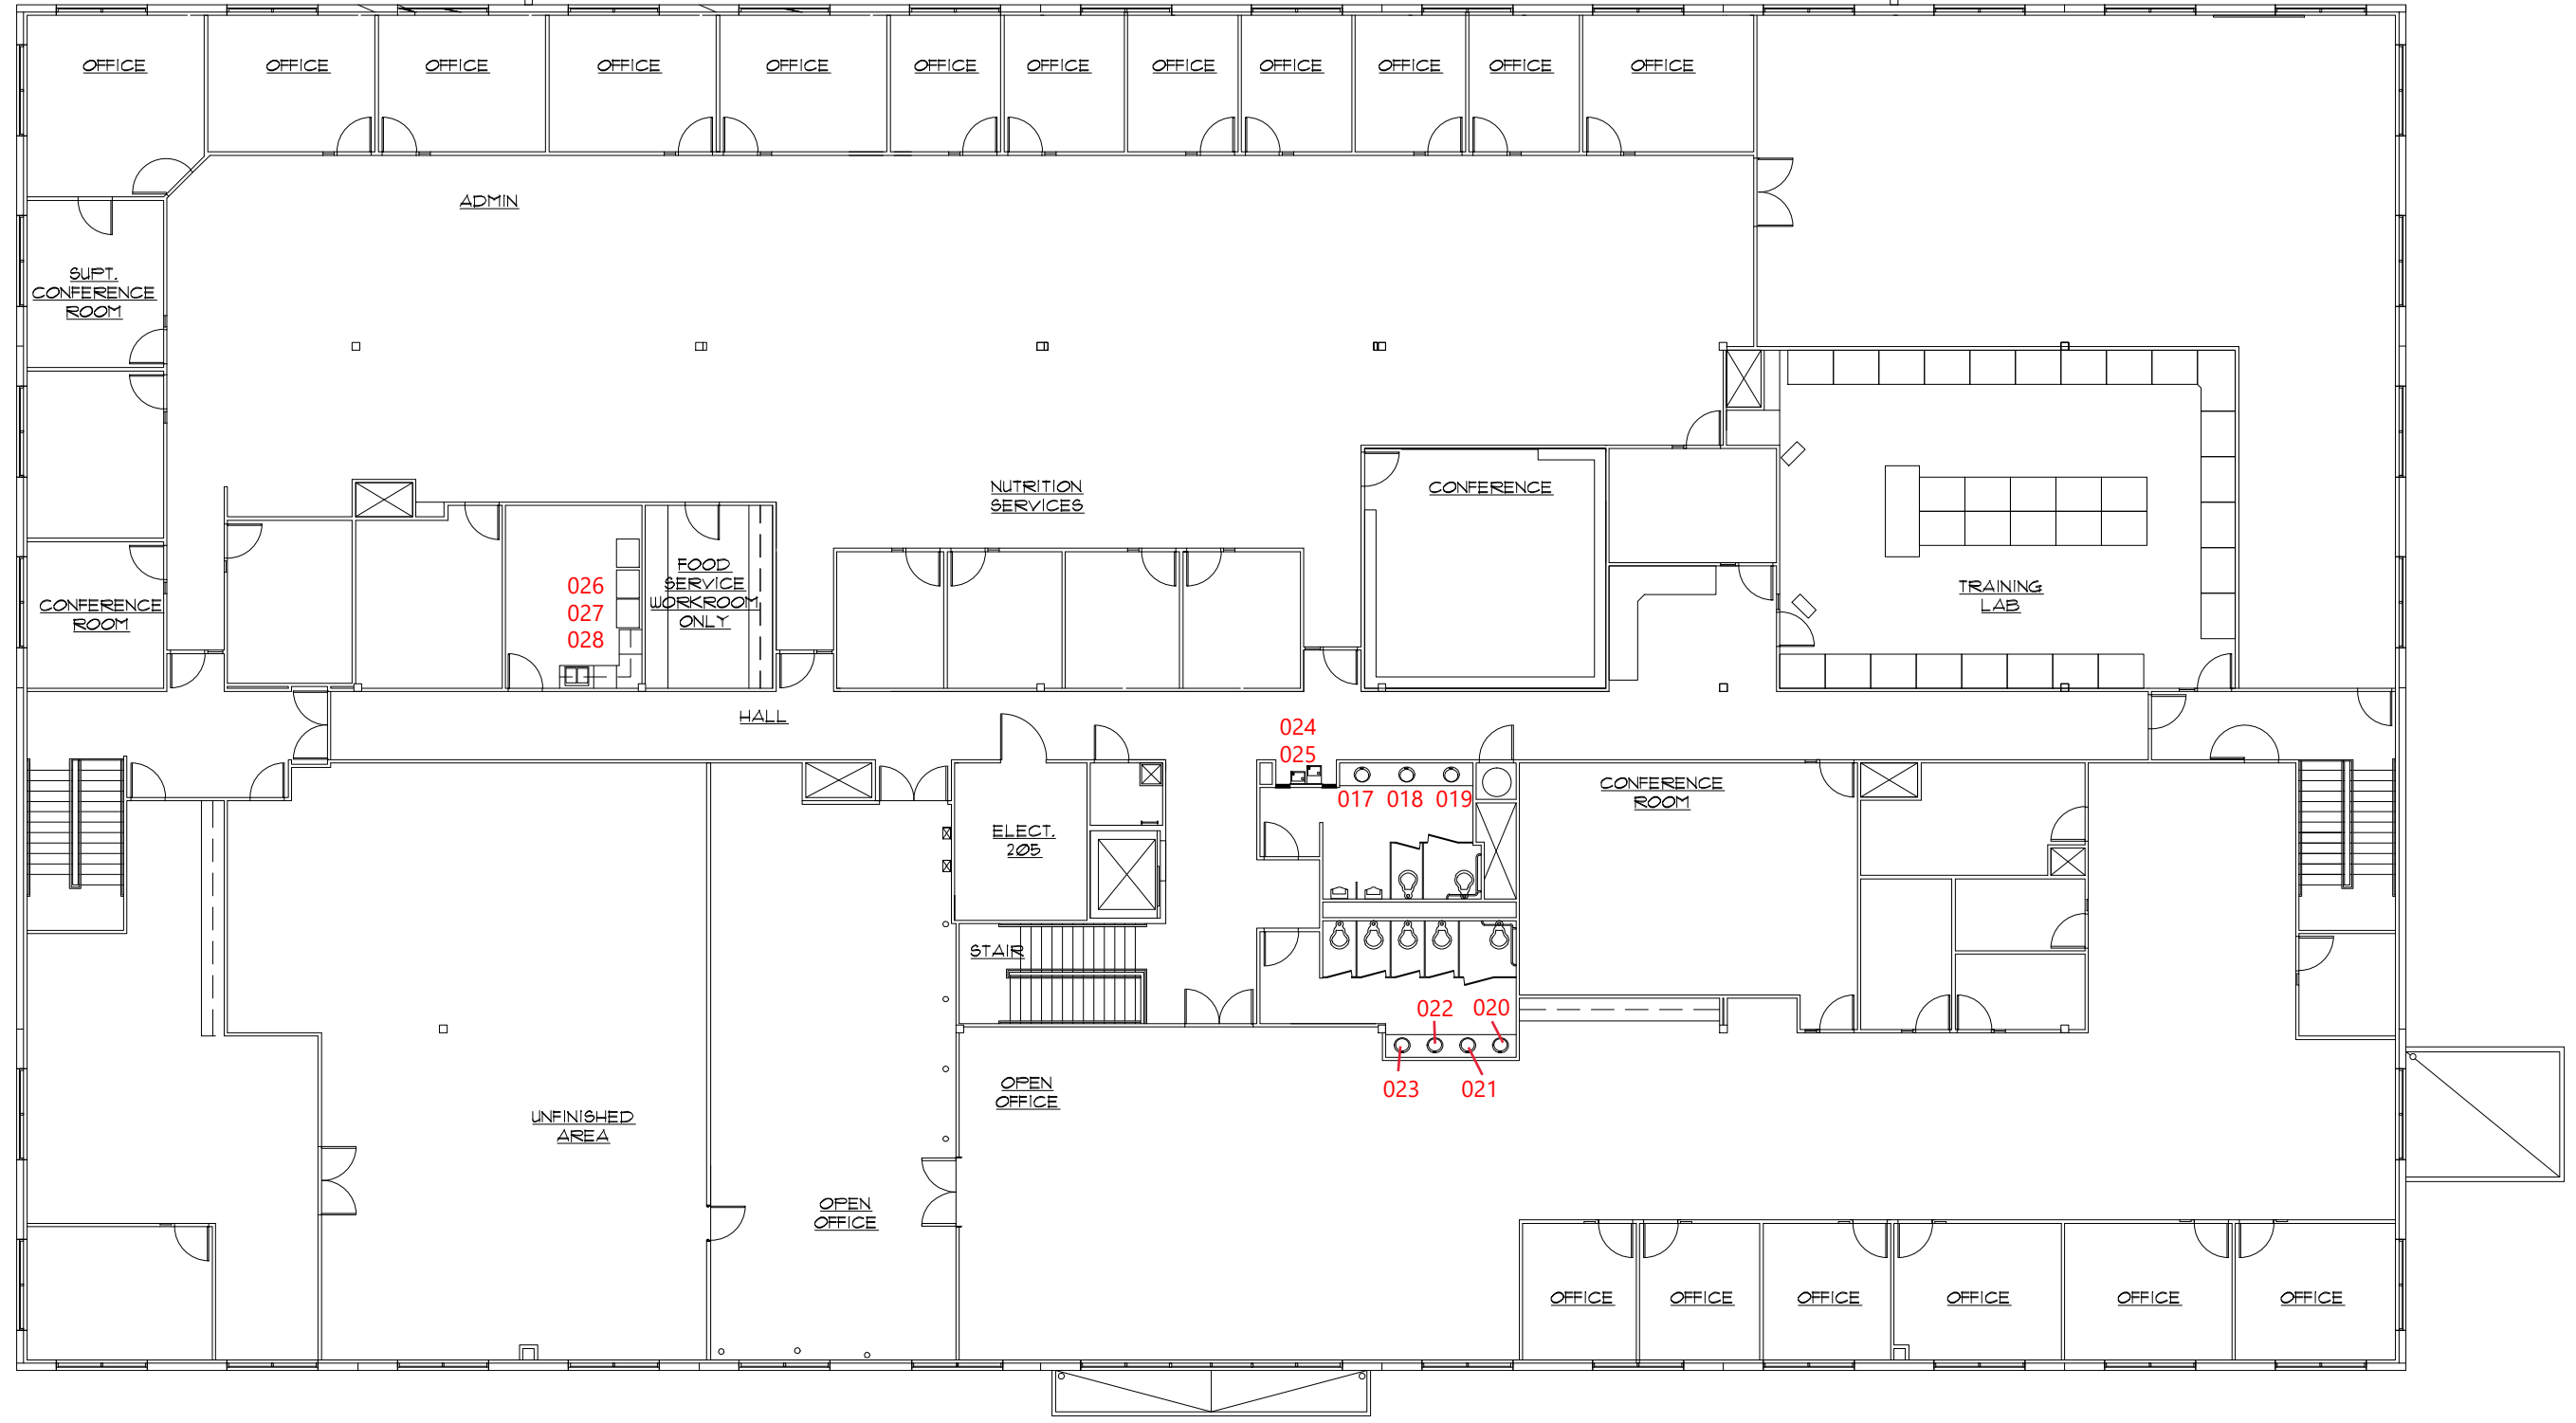 OFFICE
OFFICE
OFFICE
OFFICE
OFFICE
OFFICE
OFFICE
OFFICE
OFFICE
OFFICE
OFFICE
OFFICE
ADMIN
SUPT.
CONFERENCE
ROOM
NUTRITION
SERVICES
CONFERENCE
FOOD
SERVICE
WORKROOM
ONLY
026
027
028
CONFERENCE
ROOM
TRAINING
LAB
HALL
024
025
017
018
019
CONFERENCE
ROOM
ELECT.
205
STAIR
022
020
023
021
OPEN
OFFICE
UNFINISHED
AREA
OPEN
OFFICE
OFFICE
OFFICE
OFFICE
OFFICE
OFFICE
OFFICE